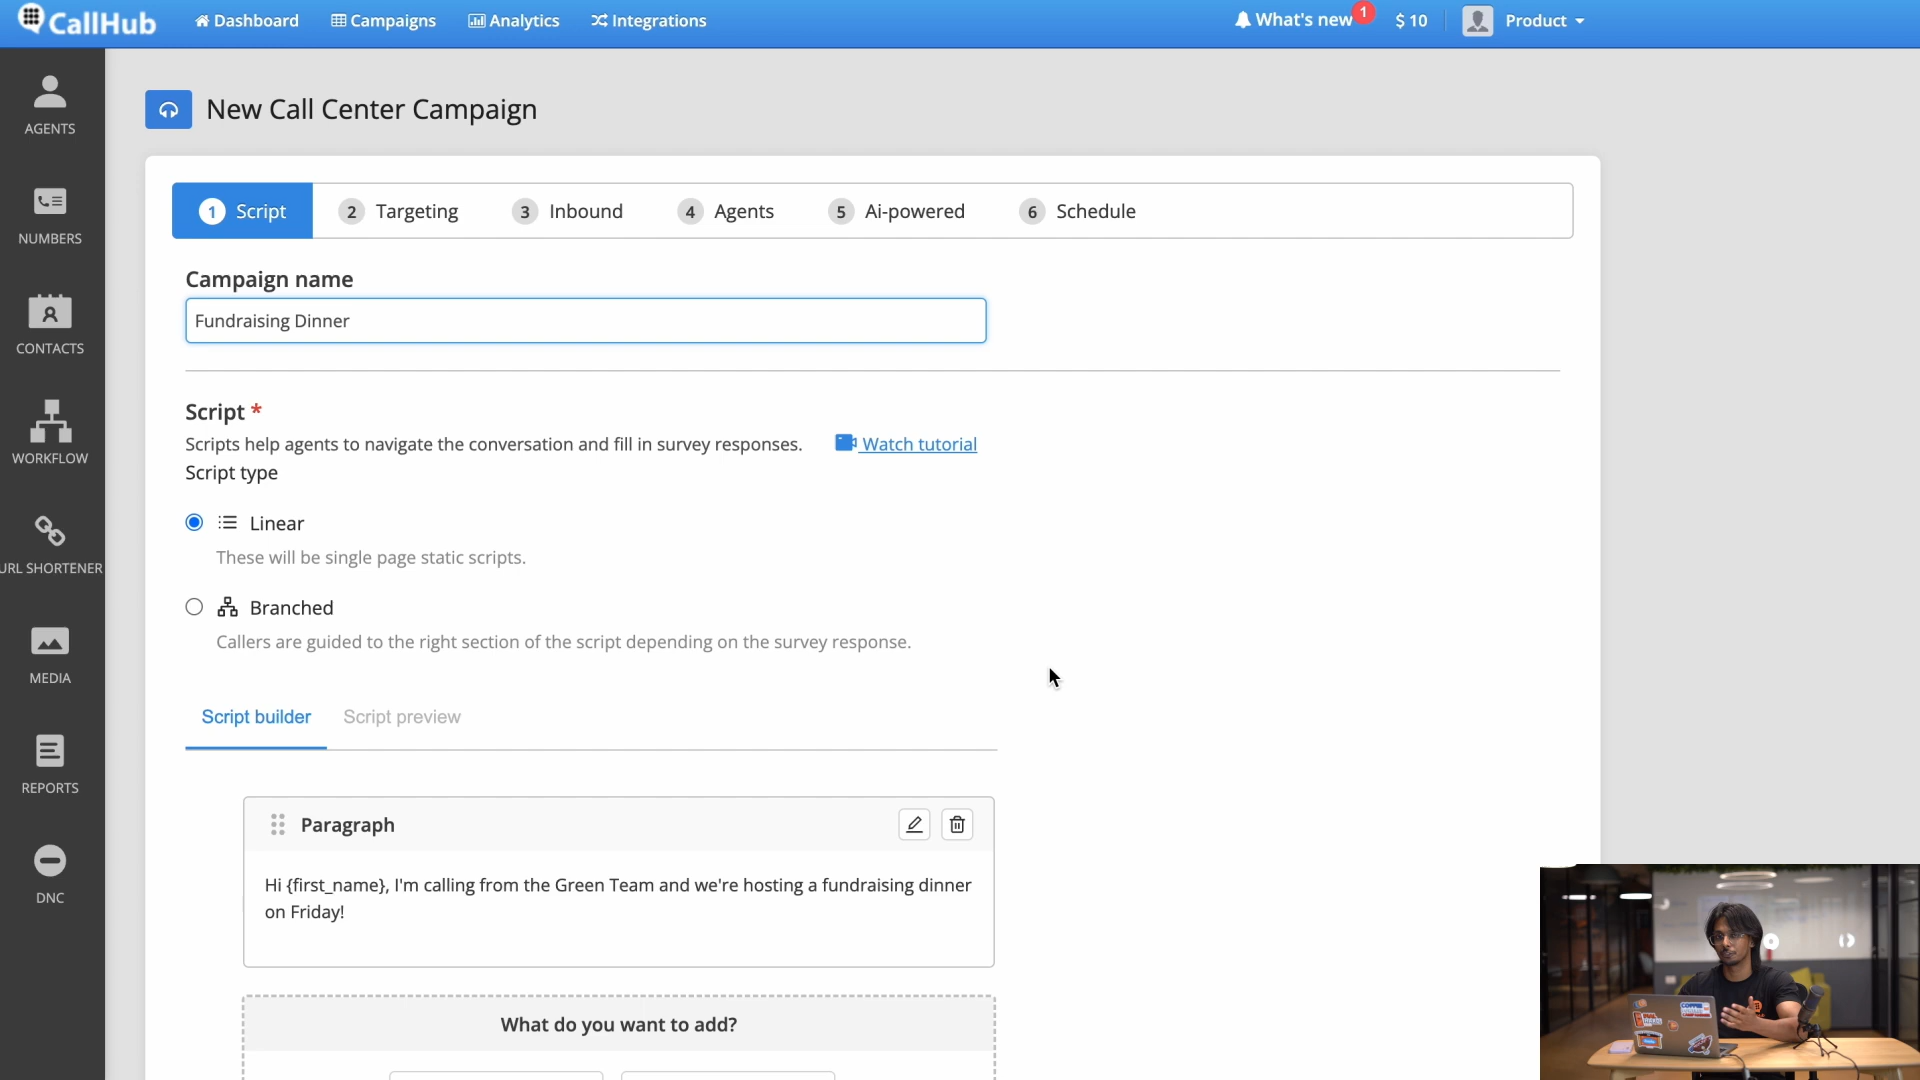 CallHub
Dashboard
Campaigns
Analytics
Integrations
What's new
1
$ 10
Product
AGENTS
NUMBERS
CONTACTS
WORKFLOW
URL SHORTENER
MEDIA
REPORTS
DNC
New Call Center Campaign
1 Script
2 Targeting
3 Inbound
4 Agents
5 Ai-powered
6 Schedule
Campaign name
Fundraising Dinner
Script *
Scripts help agents to navigate the conversation and fill in survey responses.
Watch tutorial
Script type
Linear
These will be single page static scripts.
Branched
Callers are guided to the right section of the script depending on the survey response.
Script builder
Script preview
Paragraph
Hi {first_name}, I'm calling from the Green Team and we're hosting a fundraising dinner
on Friday!
What do you want to add?